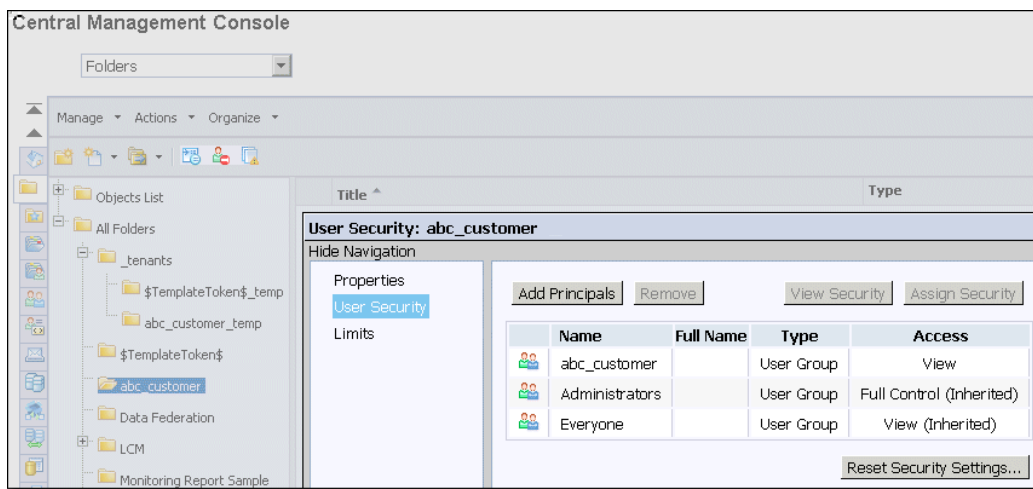 Central Management Console
Folders
Manage Actions Organize
Title Type
Objects List
All Folders
_tenants
$TemplateToken$_temp
abc_customer_temp
$TemplateToken$
abc_customer
Data Federation
LCM
Monitoring Report Sample
User Security: abc_customer
Hide Navigation
Properties
User Security
Limits
Add Principals Remove View Security Assign Security
Name Full Name Type Access
abc_customer User Group View
Administrators User Group Full Control (Inherited)
Everyone User Group View (Inherited)
Reset Security Settings...